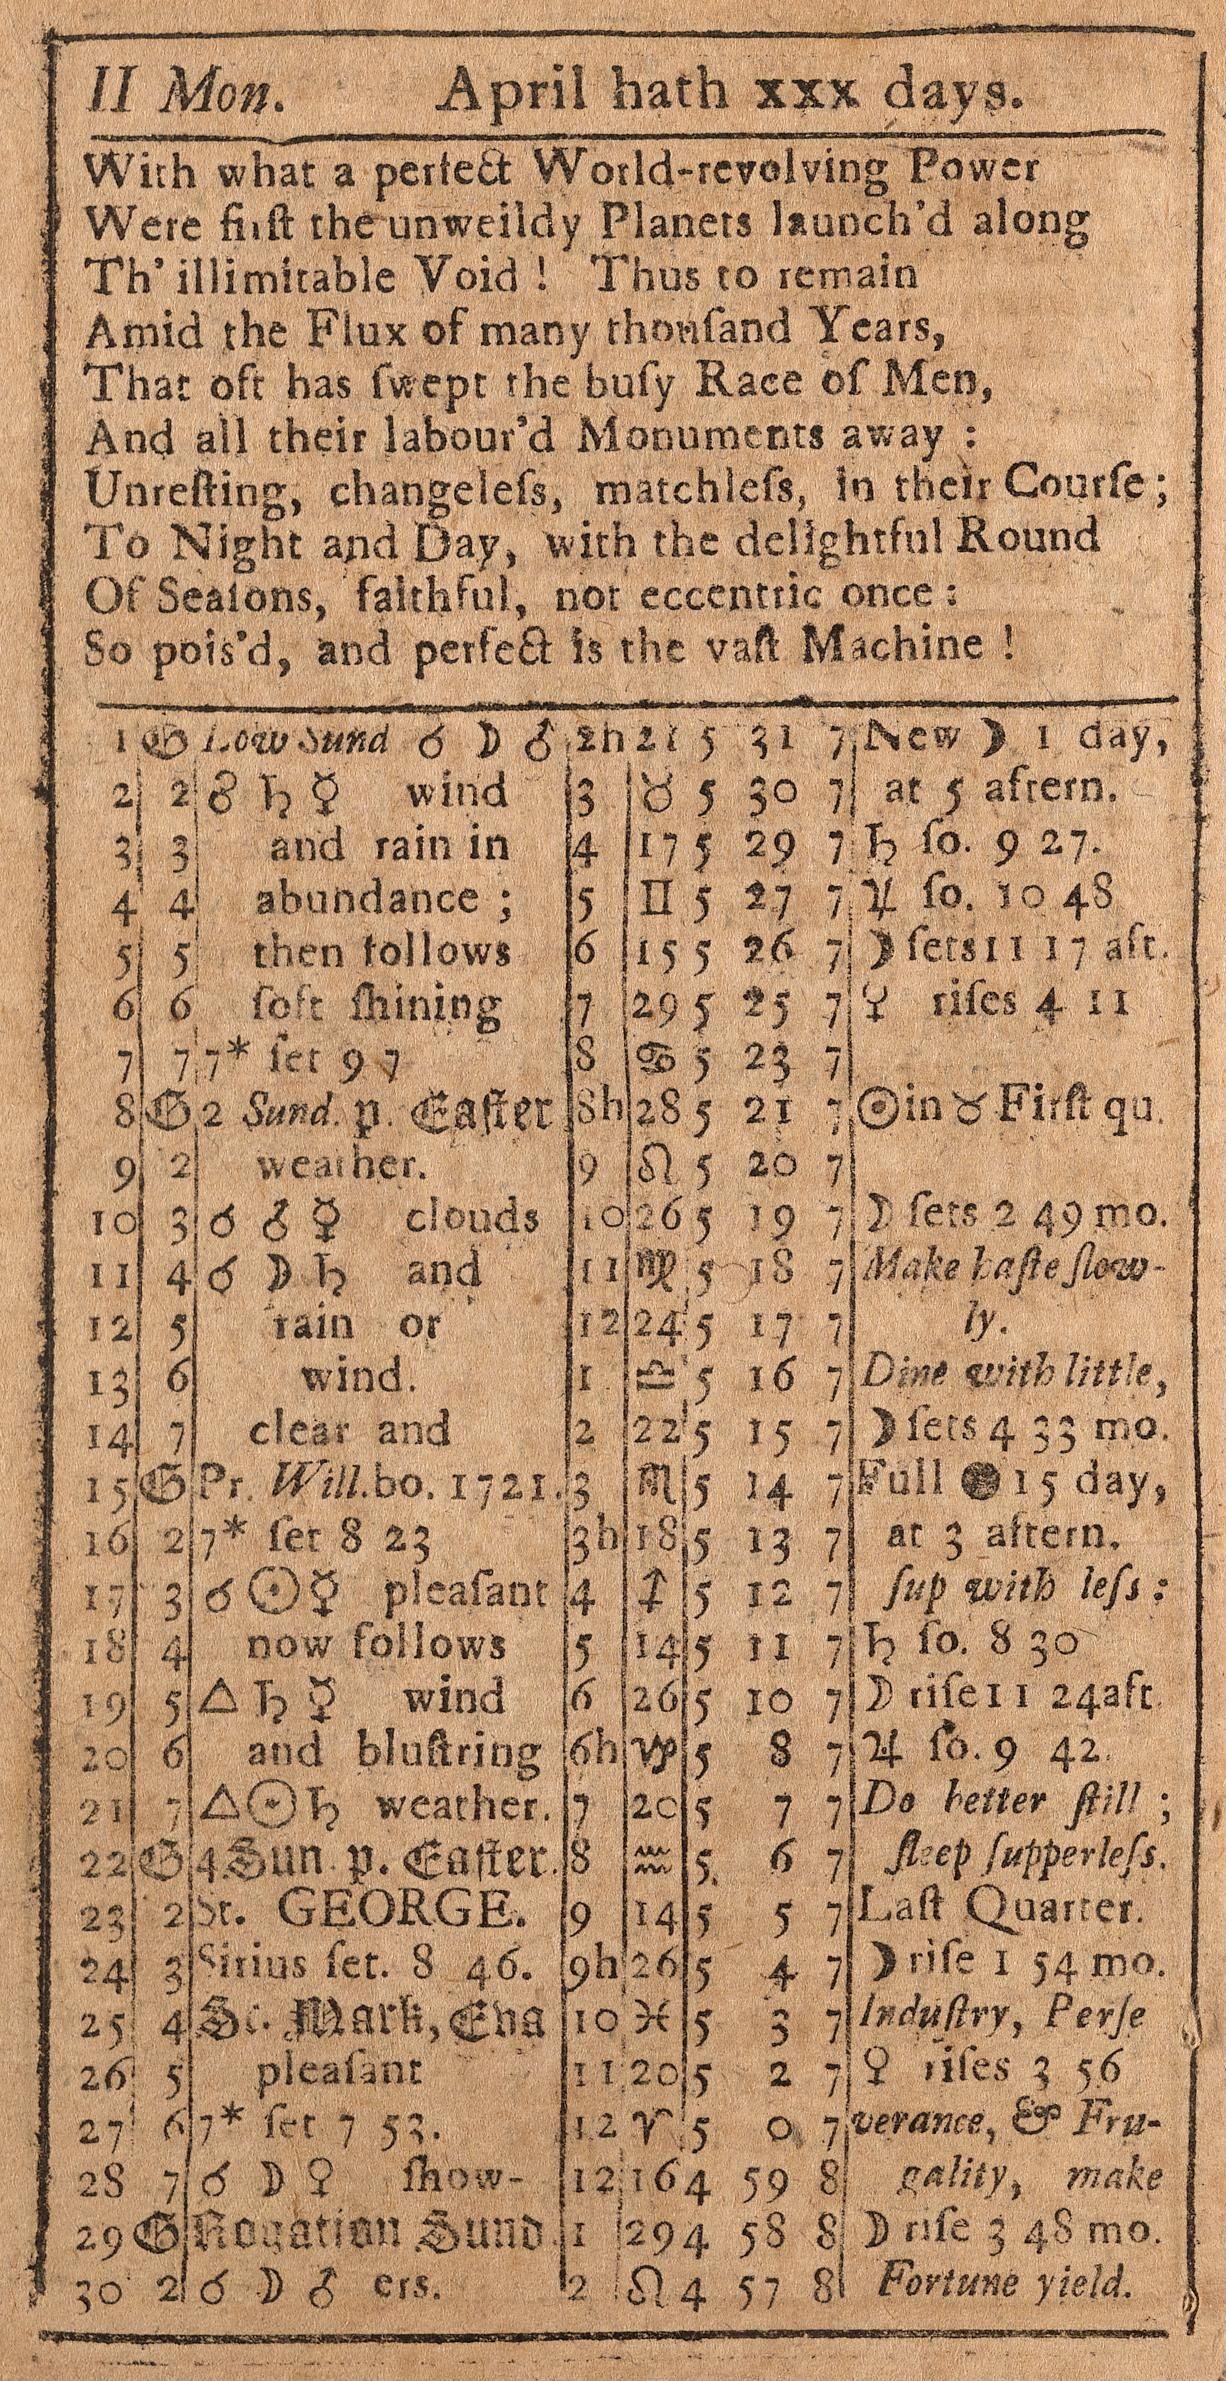 II Mon. April hath xxx days.
With what a perfect World-revolving Power
Were first the unweildy Planets launch'd along
Th' illimitable Void ! Thus to remain
Amid the Flux of many thouſand Years,
That oft has ſwept the buſy Race of Men,
And all their labour'd Monuments away :
Unreſting, changeleſs, matchleſs, in their Courſe ;
To Night and Day, with the delightful Round
Of Seaſons, faithful, not eccentric once :
So pois'd, and perfect is the vaſt Machine !
1 G Low Sund ☌ ☽ ♂ 2h 21 5 31 7 New ☽ 1 day,
2 2 ☍ ♄ ☿ wind 3 ♉ 5 30 7 at 5 aftern.
3 3 and rain in 4 17 5 29 7 ♄ ſo. 9 27.
4 4 abundance ; 5 ♊ 5 27 7 ♃ ſo. 10 48
5 5 then follows 6 15 5 26 7 ☽ ſets 11 17 aft.
6 6 ſoft ſhining 7 29 5 25 7 ♀ riſes 4 11
7 7 7* ſet 9 7 8 ♋ 5 23 7
8 G 2 Sund. p. Eaſter 8h 28 5 21 7 ☉ in ♉ Firſt qu.
9 2 weather. 9 ♌ 5 20 7
10 3 ☌ ♂ ☿ clouds 10 26 5 19 7 ☽ ſets 2 49 mo.
11 4 ☌ ☽ ♄ and 11 ♍ 5 18 7 Make haſte ſlow-
12 5 rain or 12 24 5 17 7 ly.
13 6 wind. 1 ♎ 5 16 7 Dine with little,
14 7 clear and 2 22 5 15 7 ☽ ſets 4 33 mo.
15 G Pr. Will. bo. 1721. 3 ♏ 5 14 7 Full ● 15 day,
16 2 7* ſet 8 23 3h 18 5 13 7 at 3 aftern.
17 3 ☌ ☉ ☿ pleaſant 4 ♐ 5 12 7 ſup with leſs :
18 4 now follows 5 14 5 11 7 ♄ ſo. 8 30
19 5 △ ♄ ☿ wind 6 26 5 10 7 ☽ riſe 11 24 aft.
20 6 and bluſtring 6h ♑ 5 8 7 ♃ ſo. 9 42.
21 7 △ ☉ ♄ weather. 7 20 5 7 7 Do better ſtill ;
22 G 4 Sun. p. Eaſter. 8 ♒ 5 6 7 ſleep ſupperleſs.
23 2 St. GEORGE. 9 14 5 5 7 Laſt Quarter.
24 3 Sirius ſet. 8 46. 9h 26 5 4 7 ☽ riſe 1 54 mo.
25 4 St. Mark, Eva 10 ♓ 5 3 7 Induſtry, Perſe
26 5 pleaſant 11 20 5 2 7 ♀ riſes 3 56
27 6 7* ſet 7 53. 12 ♈ 5 0 7 verance, & Fru-
28 7 ☌ ☽ ♀ ſhow- 12 16 4 59 8 gality, make
29 G Rogation Sund. 1 29 4 58 8 ☽ riſe 3 48 mo.
30 2 ☌ ☽ ♂ ers. 2 ♌ 4 57 8 Fortune yield.